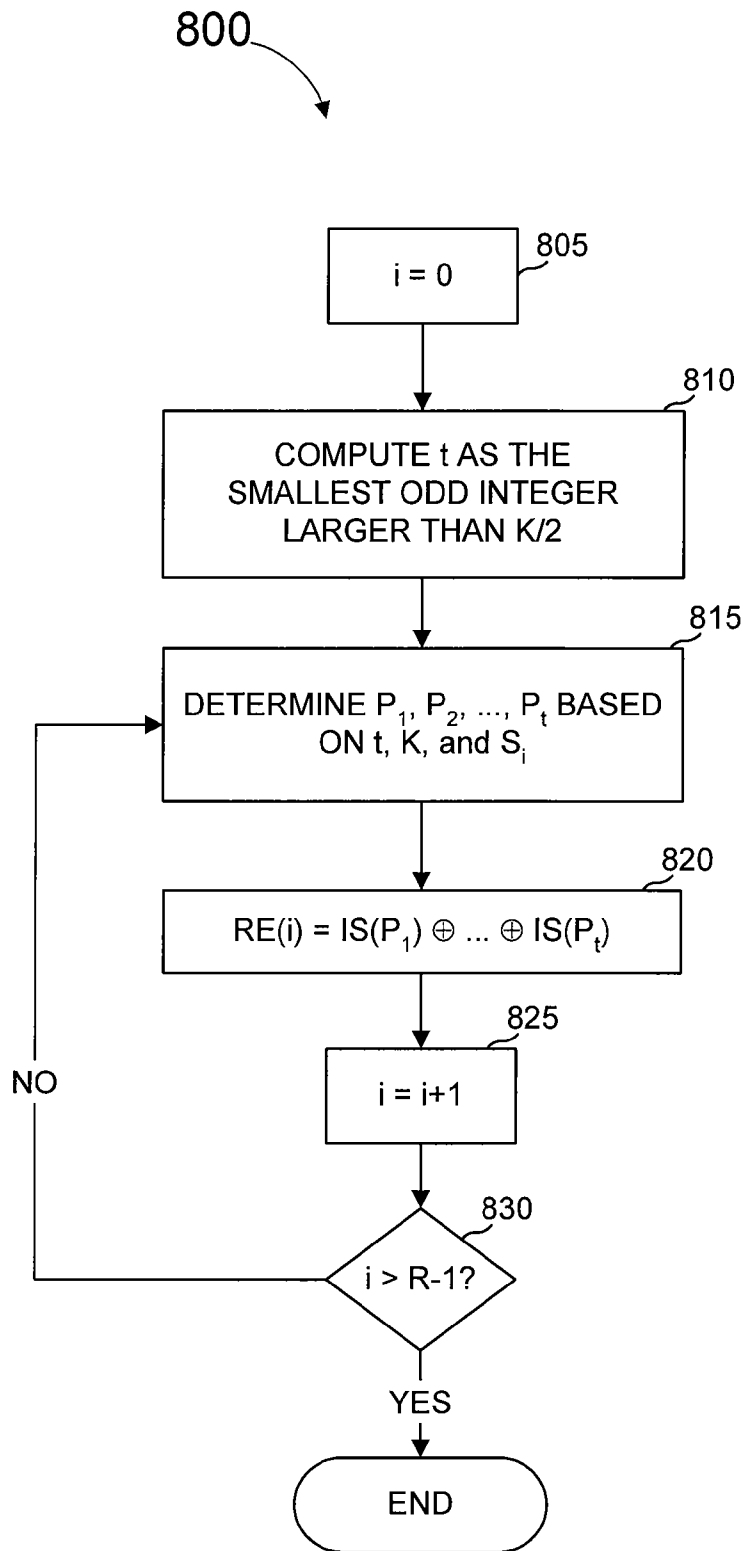 800
i = 0
805
810
COMPUTE t AS THE
SMALLEST ODD INTEGER
LARGER THAN K/2
815
DETERMINE P₁, P₂, ..., Pₜ BASED
ON t, K, and Sᵢ
820
RE(i) = IS(P₁) ⊕ ... ⊕ IS(Pₜ)
825
i = i+1
NO
830
i > R-1?
YES
END